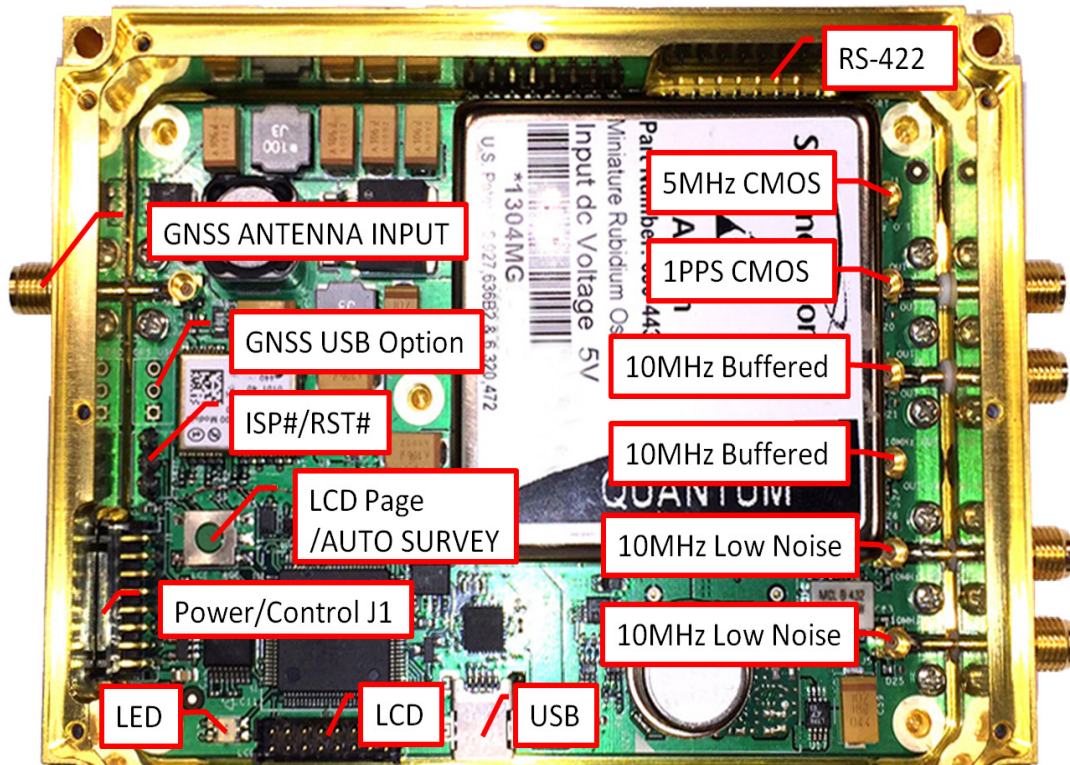 RS-422
5MHz CMOS
GNSS ANTENNA INPUT
1PPS CMOS
GNSS USB Option
10MHz Buffered
ISP#/RST#
10MHz Buffered
LCD Page
/AUTO SURVEY
10MHz Low Noise
Power/Control J1
10MHz Low Noise
LED
LCD
USB
Part Number:
Miniature Rubidium Os
Input dc Voltage 5V
*1304MG
QUANTUM